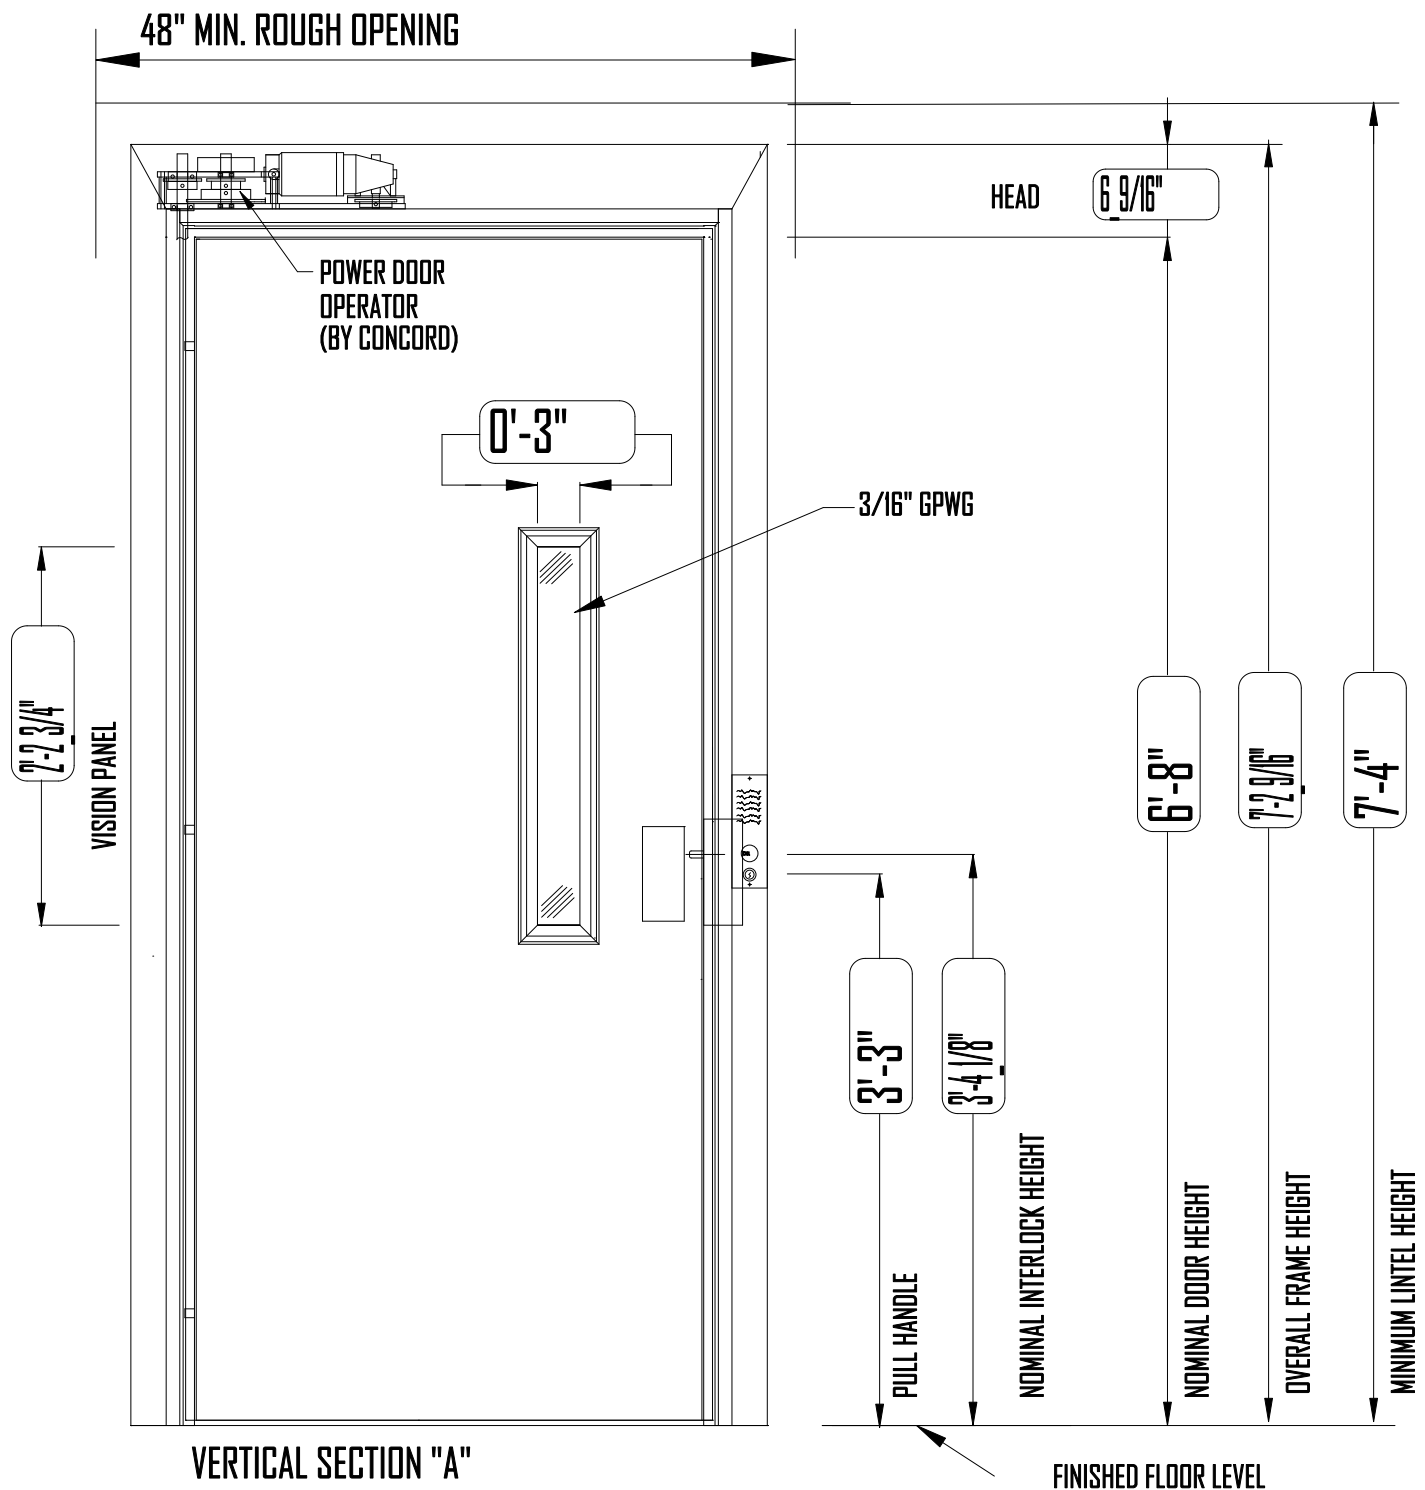 48" MIN. ROUGH OPENING
HEAD
6 9/16"
POWER DOOR
OPERATOR
(BY CONCORD)
0'-3"
3/16" GPWG
2'-2 3/4"
VISION PANEL
6'-8"
7'-2 9/16"
7'-4"
3'-3"
3'-4 1/8"
PULL HANDLE
NOMINAL INTERLOCK HEIGHT
NOMINAL DOOR HEIGHT
OVERALL FRAME HEIGHT
MINIMUM LINTEL HEIGHT
VERTICAL SECTION "A"
FINISHED FLOOR LEVEL